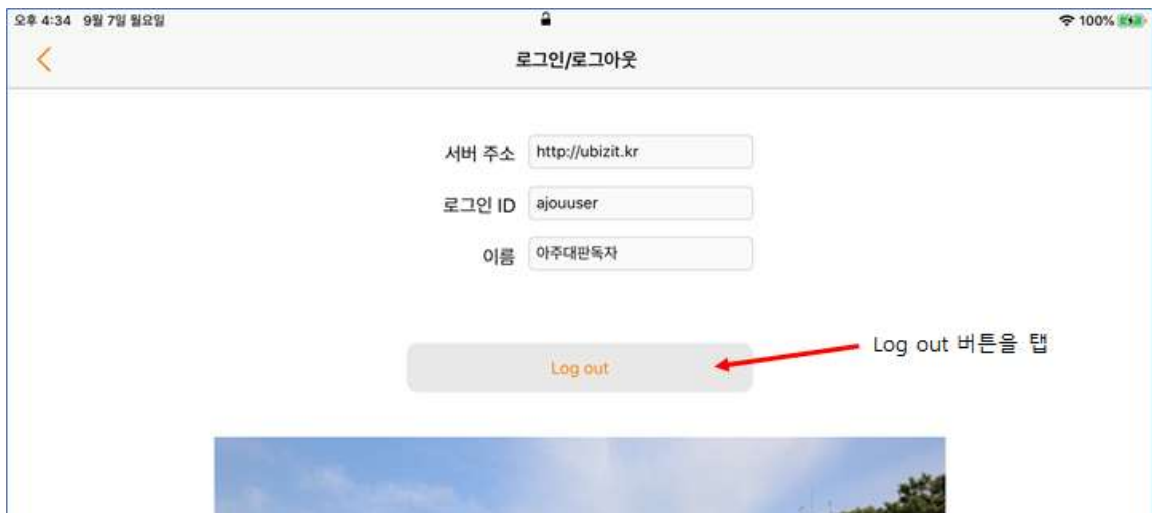 오후 4:34 9월 7일 월요일 100%
로그인/로그아웃
서버 주소 http://ubizit.kr
로그인 ID ajouuser
이름 아주대판독자
Log out 버튼을 탭
Log out